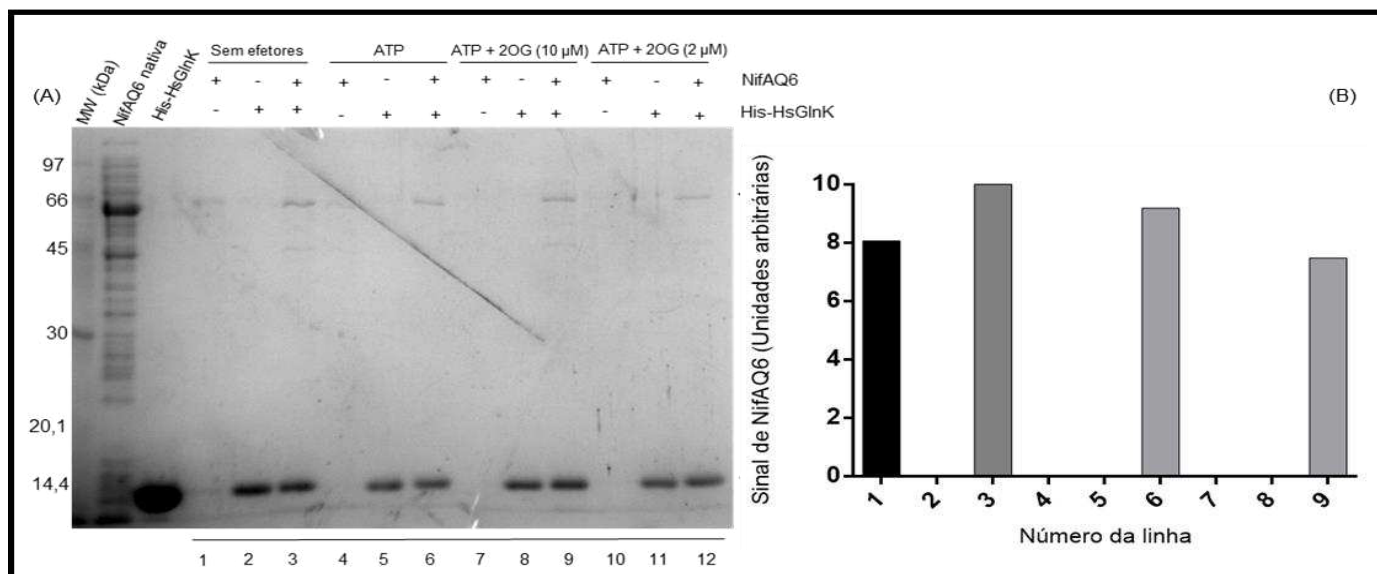 (A)
MW (kDa)
NifAQ6 nativa
His-HsGlnK
Sem efetores
ATP
ATP + 2OG (10 µM)
ATP + 2OG (2 µM)
+ - + + - + + - + + - + NifAQ6
- + + - + + - + + - + + His-HsGlnK
97
66
45
30
20,1
14,4
1 2 3 4 5 6 7 8 9 10 11 12
(B)
Sinal de NifAQ6 (Unidades arbitrárias)
10
8
6
4
2
0
1 2 3 4 5 6 7 8 9
Número da linha